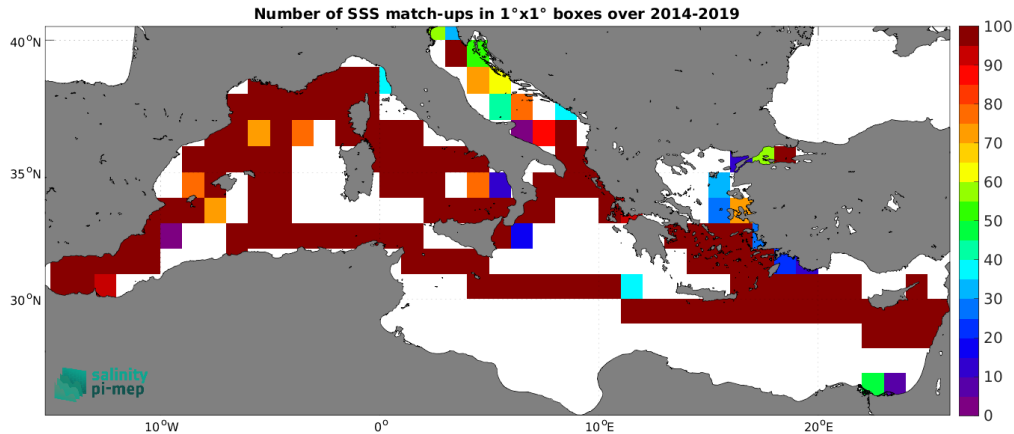 Number of SSS match-ups in 1°x1° boxes over 2014-2019
40°N
35°N
30°N
10°W
0°
10°E
20°E
100
90
80
70
60
50
40
30
20
10
0
salinity
pi-mep